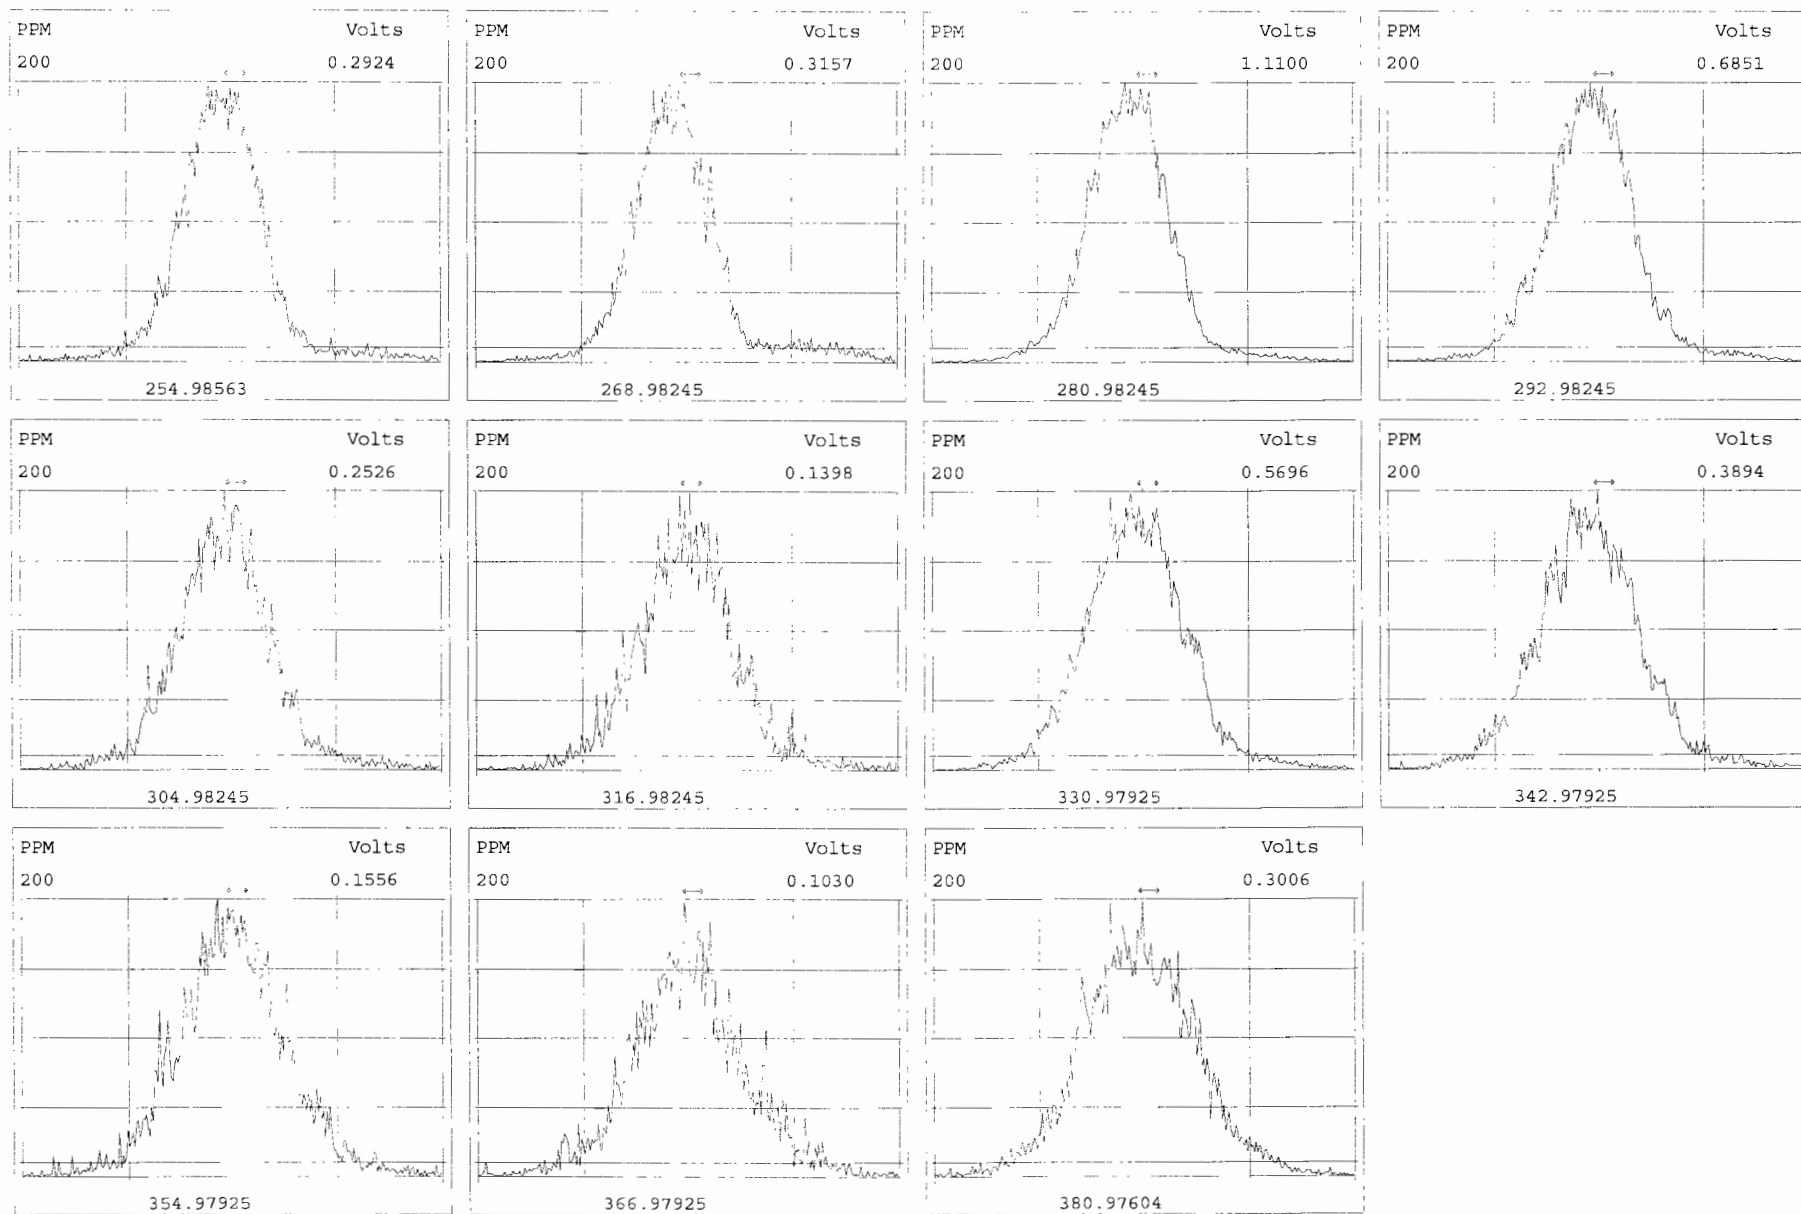 PPM Volts
200 0.2924
254.98563
PPM Volts
200 0.3157
268.98245
PPM Volts
200 1.1100
280.98245
PPM Volts
200 0.6851
292.98245
PPM Volts
200 0.2526
304.98245
PPM Volts
200 0.1398
316.98245
PPM Volts
200 0.5696
330.97925
PPM Volts
200 0.3894
342.97925
PPM Volts
200 0.1556
354.97925
PPM Volts
200 0.1030
366.97925
PPM Volts
200 0.3006
380.97604